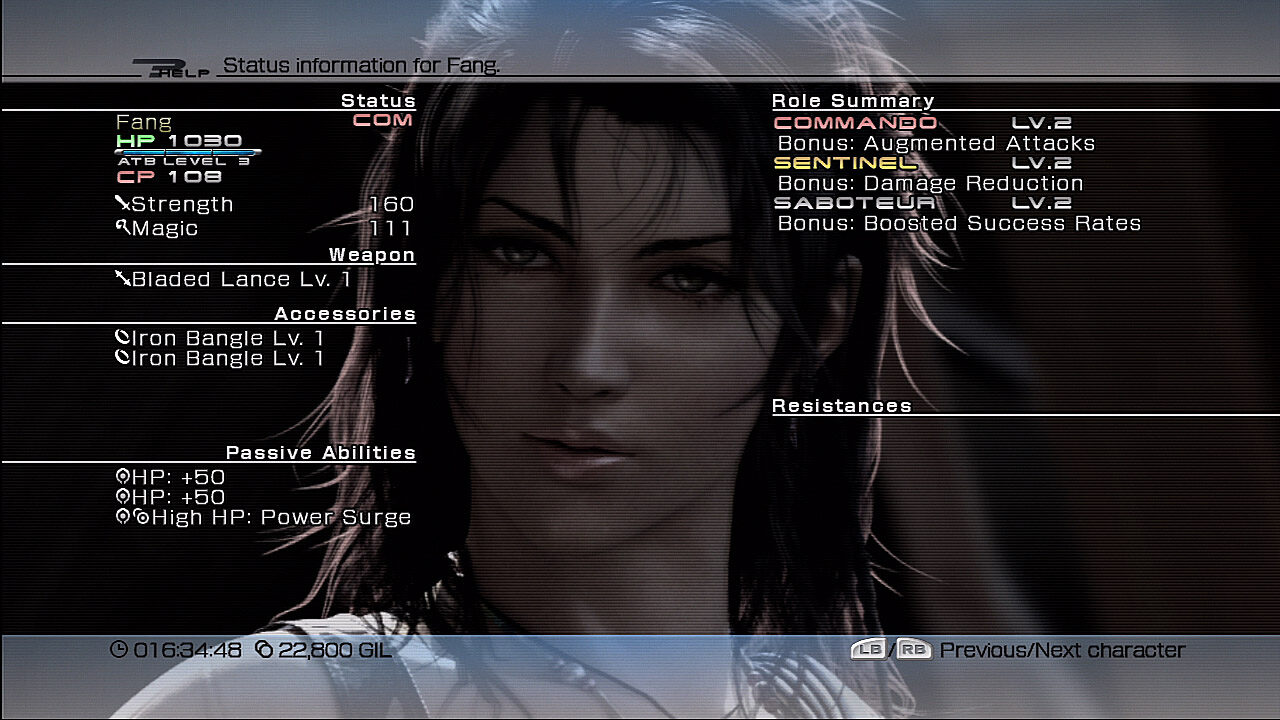 HELP Status information for Fang.
Status
Fang COM
HP 1030
ATB LEVEL 3
CP 108
Strength 160
Magic 111
Weapon
Bladed Lance Lv. 1
Accessories
Iron Bangle Lv. 1
Iron Bangle Lv. 1
Passive Abilities
HP: +50
HP: +50
High HP: Power Surge
Role Summary
COMMANDO LV.2
Bonus: Augmented Attacks
SENTINEL LV.2
Bonus: Damage Reduction
SABOTEUR LV.2
Bonus: Boosted Success Rates
Resistances
016:34:48 22,800 GIL
LB/RB Previous/Next character